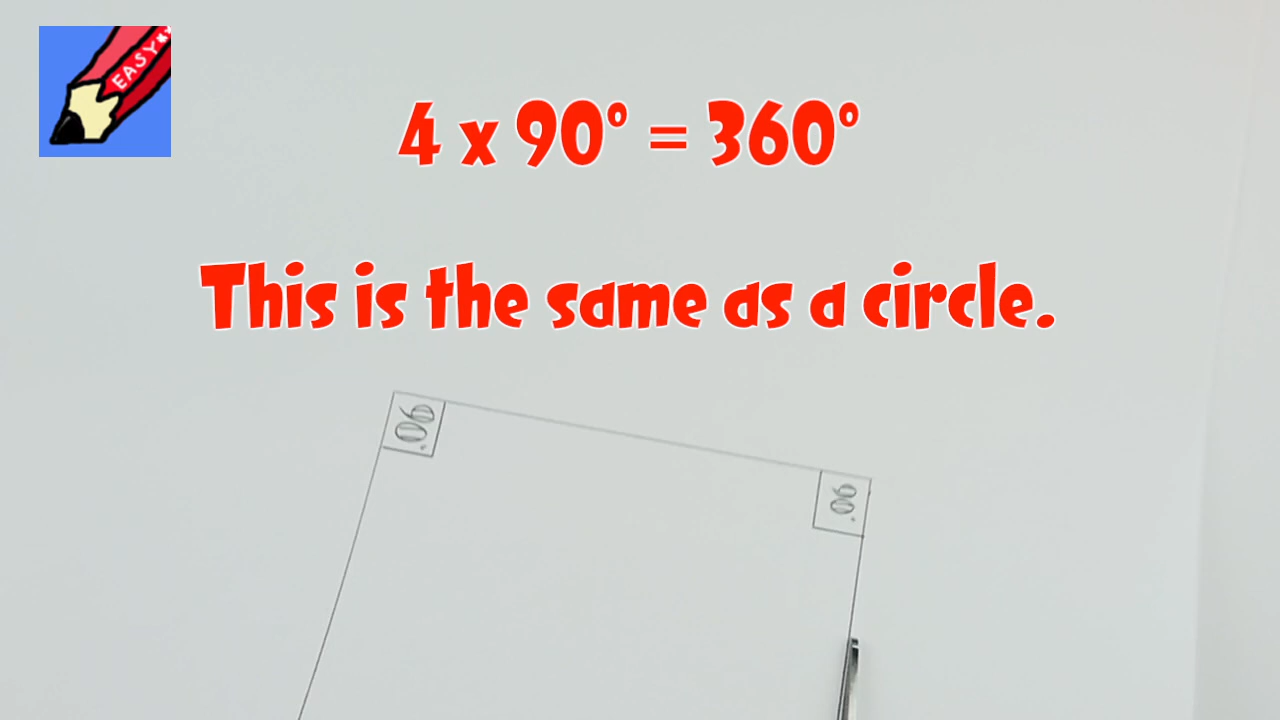 EASY
4 x 90° = 360°
This is the same as a circle.
90°
90°